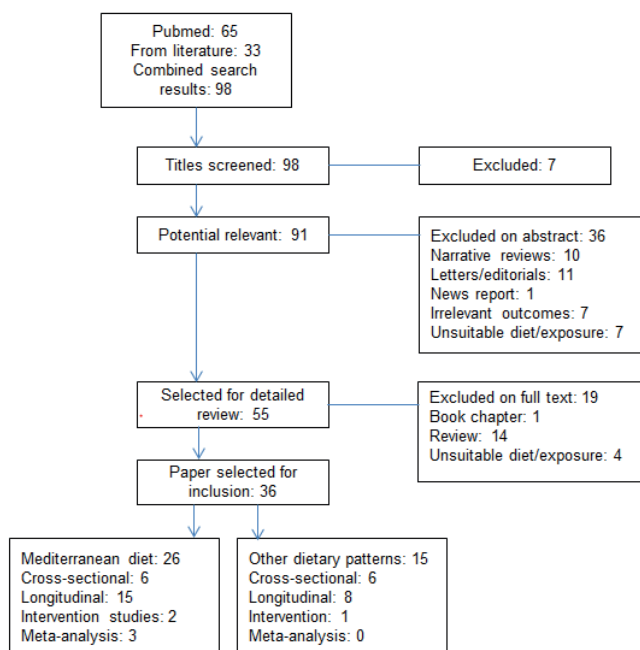 Pubmed: 65
From literature: 33
Combined search
results: 98
Titles screened: 98
Excluded: 7
Potential relevant: 91
Excluded on abstract: 36
Narrative reviews: 10
Letters/editorials: 11
News report: 1
Irrelevant outcomes: 7
Unsuitable diet/exposure: 7
Selected for detailed
review: 55
Excluded on full text: 19
Book chapter: 1
Review: 14
Unsuitable diet/exposure: 4
Paper selected for
inclusion: 36
Mediterranean diet: 26
Cross-sectional: 6
Longitudinal: 15
Intervention studies: 2
Meta-analysis: 3
Other dietary patterns: 15
Cross-sectional: 6
Longitudinal: 8
Intervention: 1
Meta-analysis: 0